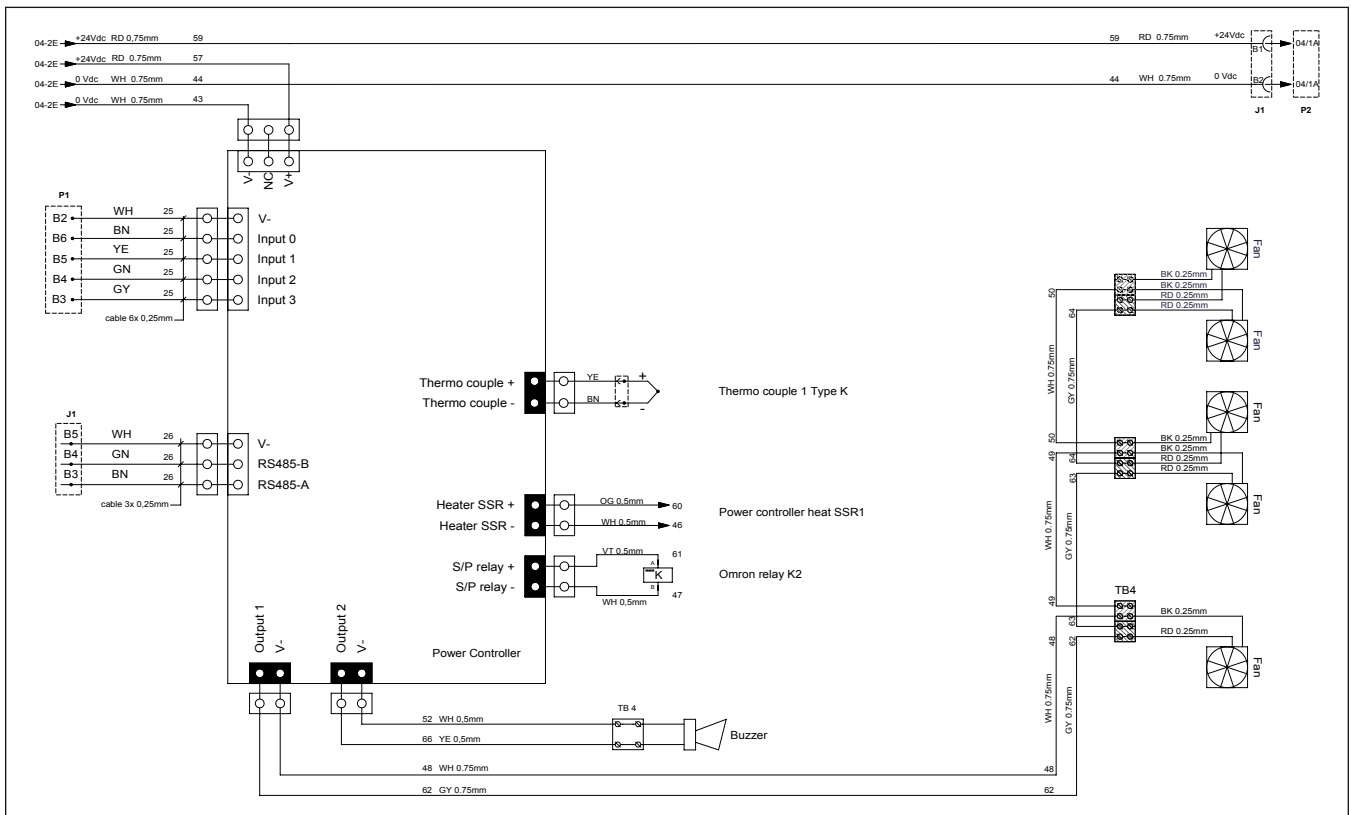 04-2E +24Vdc RD 0,75mm 59 59 RD 0.75mm +24Vdc B1 04/1A
04-2E +24Vdc RD 0.75mm 57
04-2E 0 Vdc WH 0.75mm 44 44 WH 0.75mm 0 Vdc B2 04/1A
04-2E 0 Vdc WH 0.75mm 43
J1 P2
V- NC V+
P1
B2 WH 25 V-
B6 BN 25 Input 0
B5 YE 25 Input 1
B4 GN 25 Input 2
B3 GY 25 Input 3
cable 6x 0,25mm
Thermo couple + YE +
Thermo couple - BN -
Thermo couple 1 Type K
J1
B5 WH 26 V-
B4 GN 26 RS485-B
B3 BN 26 RS485-A
cable 3x 0,25mm
Heater SSR + OG 0,5mm 60
Heater SSR - WH 0,5mm 46
Power controller heat SSR1
S/P relay + VT 0,5mm 61
A
K
B
Omron relay K2
S/P relay - WH 0,5mm 47
Output 1
V-
Output 2
V-
Power Controller
52 WH 0,5mm
66 YE 0,5mm
TB 4
Buzzer
48 WH 0.75mm 48
62 GY 0.75mm 62
Fan
BK 0.25mm
BK 0.25mm
RD 0.25mm
RD 0.25mm
50
64
Fan
WH 0.75mm
GY 0.75mm
Fan
50
BK 0.25mm
49
BK 0.25mm
64
RD 0.25mm
63
RD 0.25mm
Fan
WH 0.75mm
GY 0.75mm
TB4
49
BK 0.25mm
63
48
RD 0.25mm
62
Fan
WH 0.75mm
GY 0.75mm